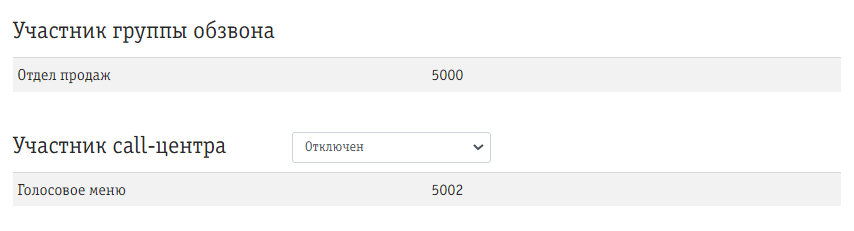 Участник группы обзвона
Отдел продаж 5000
Участник call-центра Отключен
Голосовое меню 5002